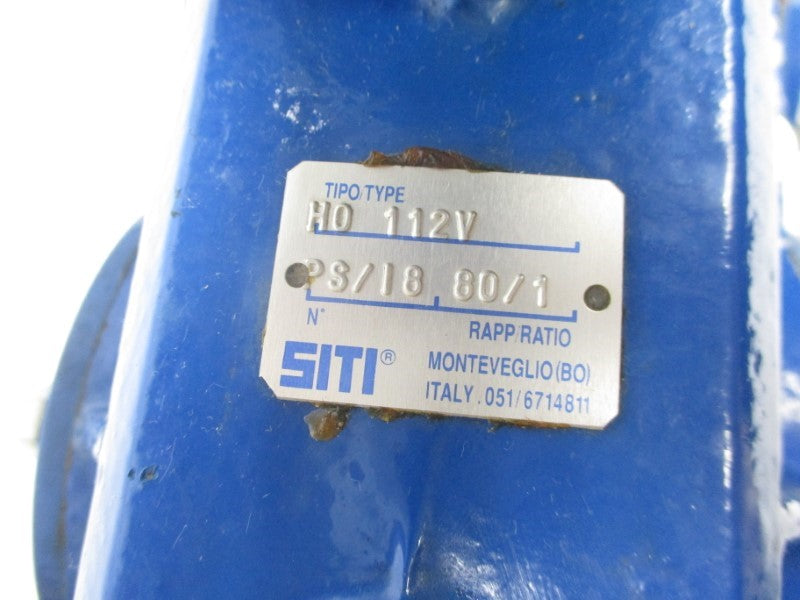 TIPO/TYPE
HO 112V
PS/18 80/1
N° RAPP/RATIO
SITI® MONTEVEGLIO (BO)
ITALY . 051/6714811